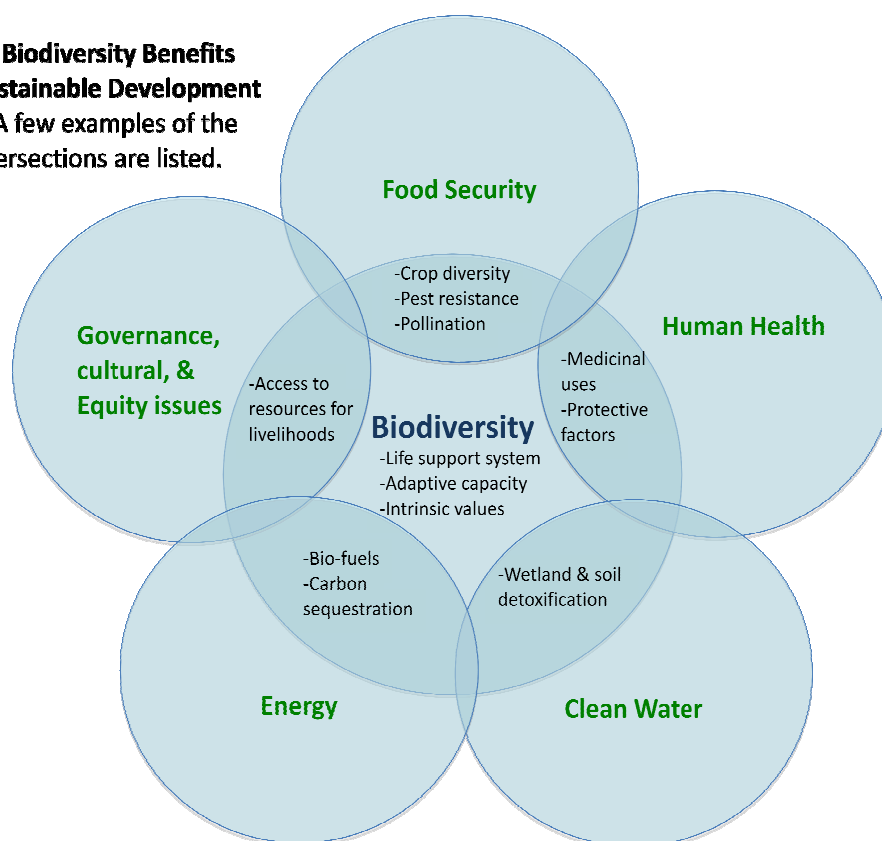 Biodiversity Benefits
stainable Development
A few examples of the
ersections are listed.
Food Security
-Crop diversity
-Pest resistance
-Pollination
Governance,
cultural, &
Equity issues
-Access to
resources for
livelihoods
Human Health
-Medicinal
uses
-Protective
factors
Biodiversity
-Life support system
-Adaptive capacity
-Intrinsic values
-Bio-fuels
-Carbon
sequestration
-Wetland & soil
detoxification
Energy
Clean Water